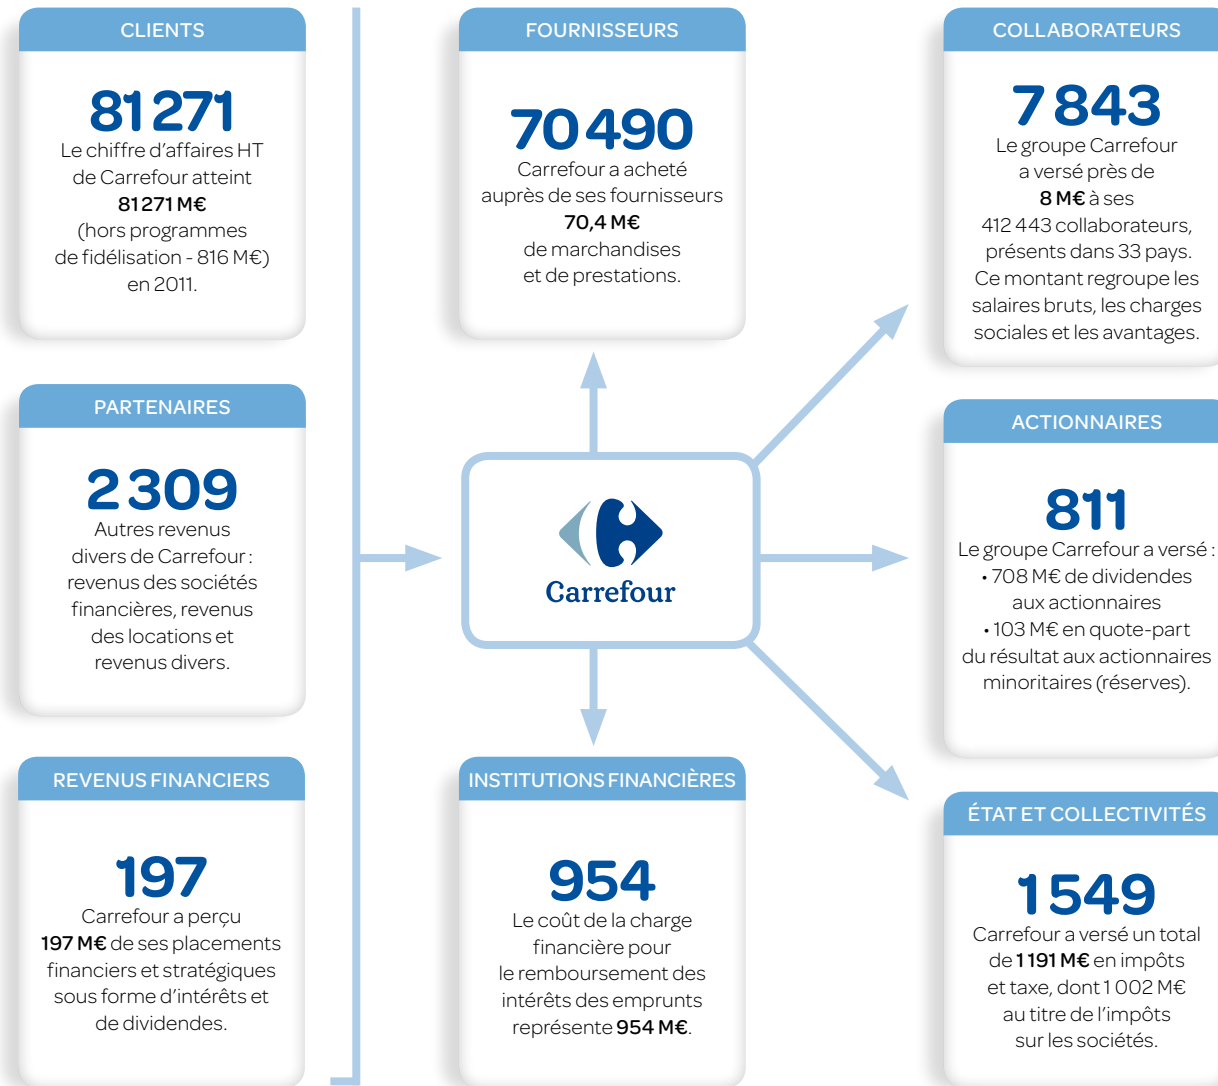 CLIENTS
81 271
Le chiffre d'affaires HT
de Carrefour atteint
81 271 M€
(hors programmes
de fidélisation - 816 M€)
en 2011.
PARTENAIRES
2 309
Autres revenus
divers de Carrefour :
revenus des sociétés
financières, revenus
des locations et
revenus divers.
REVENUS FINANCIERS
197
Carrefour a perçu
197 M€ de ses placements
financiers et stratégiques
sous forme d'intérêts et
de dividendes.
FOURNISSEURS
70 490
Carrefour a acheté
auprès de ses fournisseurs
70,4 M€
de marchandises
et de prestations.
Carrefour
INSTITUTIONS FINANCIÈRES
954
Le coût de la charge
financière pour
le remboursement des
intérêts des emprunts
représente 954 M€.
COLLABORATEURS
7 843
Le groupe Carrefour
a versé près de
8 M€ à ses
412 443 collaborateurs,
présents dans 33 pays.
Ce montant regroupe les
salaires bruts, les charges
sociales et les avantages.
ACTIONNAIRES
811
Le groupe Carrefour a versé :
• 708 M€ de dividendes
aux actionnaires
• 103 M€ en quote-part
du résultat aux actionnaires
minoritaires (réserves).
ÉTAT ET COLLECTIVITÉS
1 549
Carrefour a versé un total
de 1 191 M€ en impôts
et taxe, dont 1 002 M€
au titre de l'impôts
sur les sociétés.